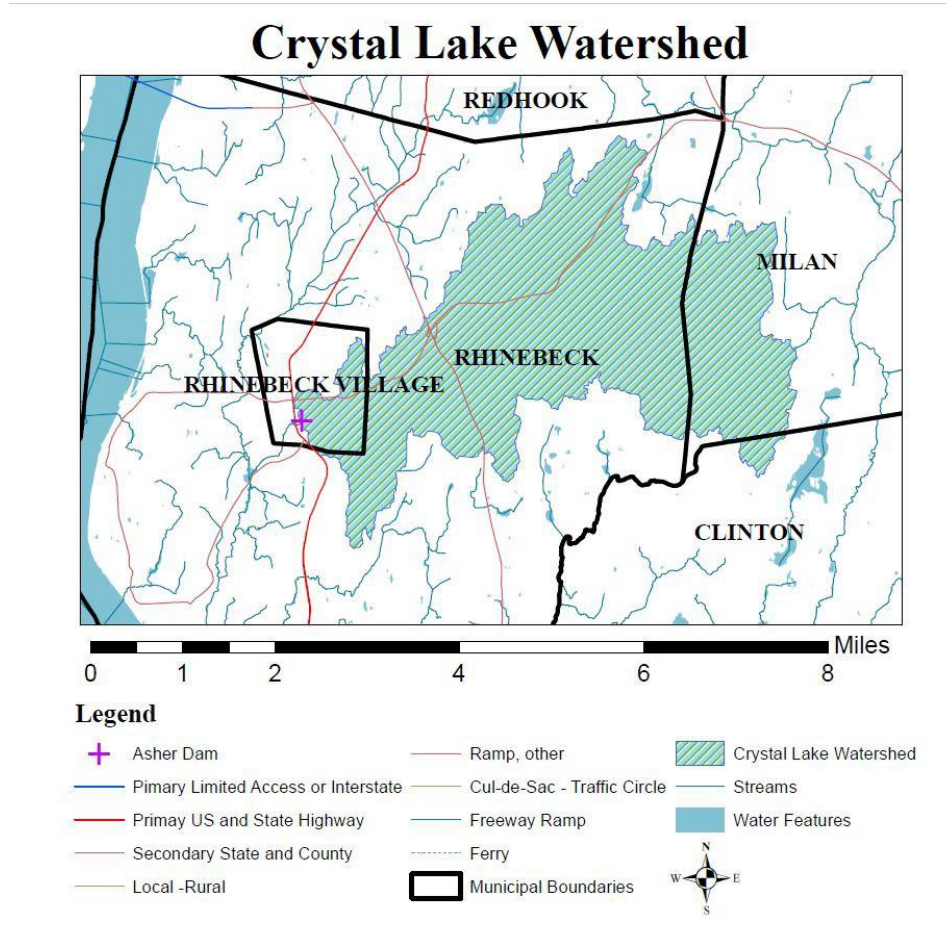 Crystal Lake Watershed
REDHOOK
MILAN
RHINEBECK
RHINEBECK VILLAGE
CLINTON
0 1 2 4 6 8 Miles
Legend
Asher Dam
Pimary Limited Access or Interstate
Primay US and State Highway
Secondary State and County
Local -Rural
Ramp, other
Cul-de-Sac - Traffic Circle
Freeway Ramp
Ferry
Municipal Boundaries
Crystal Lake Watershed
Streams
Water Features
N
W E
S